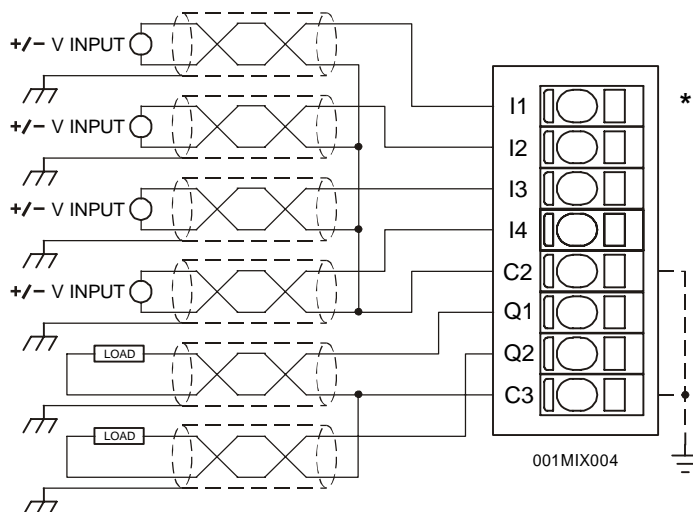 +/– V INPUT
+/– V INPUT
+/– V INPUT
+/– V INPUT
LOAD
LOAD
I1
I2
I3
I4
C2
Q1
Q2
C3
*
001MIX004